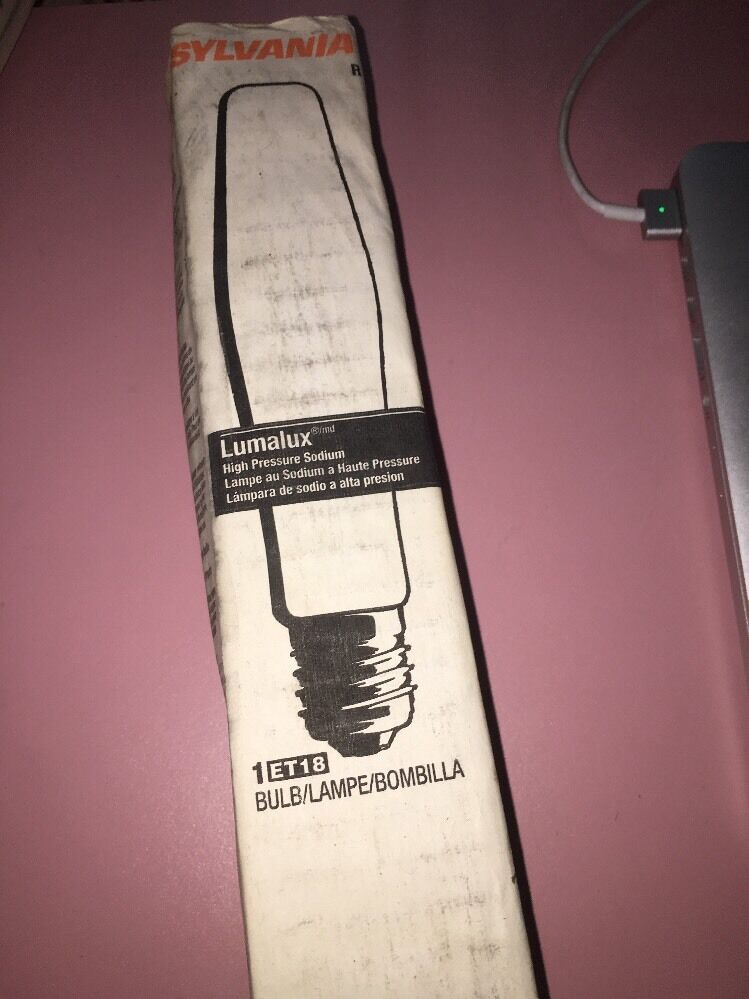 SYLVANIA
R
Lumalux®/md
High Pressure Sodium
Lampe au Sodium a Haute Pressure
Lámpara de sodio a alta presion
1 ET18
BULB/LAMPE/BOMBILLA